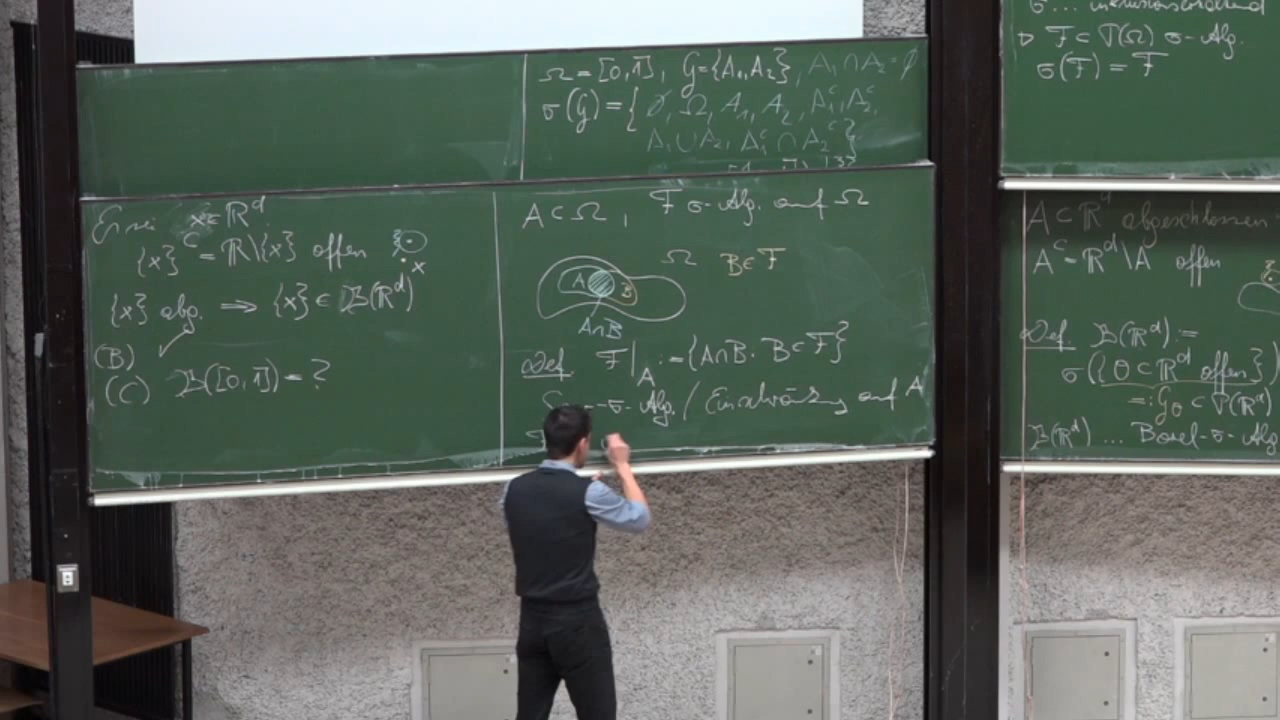 Ω = [0,1], G = {A₁, A₂}, A₁ ∩ A₂ = ∅
σ(G) = { ∅, Ω, A₁, A₂, A₁ᶜ, A₂ᶜ,
A₁ ∪ A₂, A₁ᶜ ∩ A₂ᶜ }
sei x ∈ ℝᵈ
{x}ᶜ = ℝ\{x} offen
x
{x} abg. ⟹ {x} ∈ B(ℝᵈ)
(B) ✓
(C) B([0,1]) = ?
A ⊂ Ω, F σ-Alg. auf Ω
Ω B ∈ F
A B
A∩B
Def. F|_A := {A∩B : B ∈ F}
-σ-Alg. / Einschränkung auf A
▷ F ⊂ P(Ω) σ-Alg.
σ(F) = F
A ⊂ ℝᵈ abgeschlossen
Aᶜ = ℝᵈ\A offen
Def. B(ℝᵈ) :=
σ({O ⊂ ℝᵈ offen})
=: G₀ ⊂ P(ℝᵈ)
B(ℝᵈ) ... Borel-σ-Alg